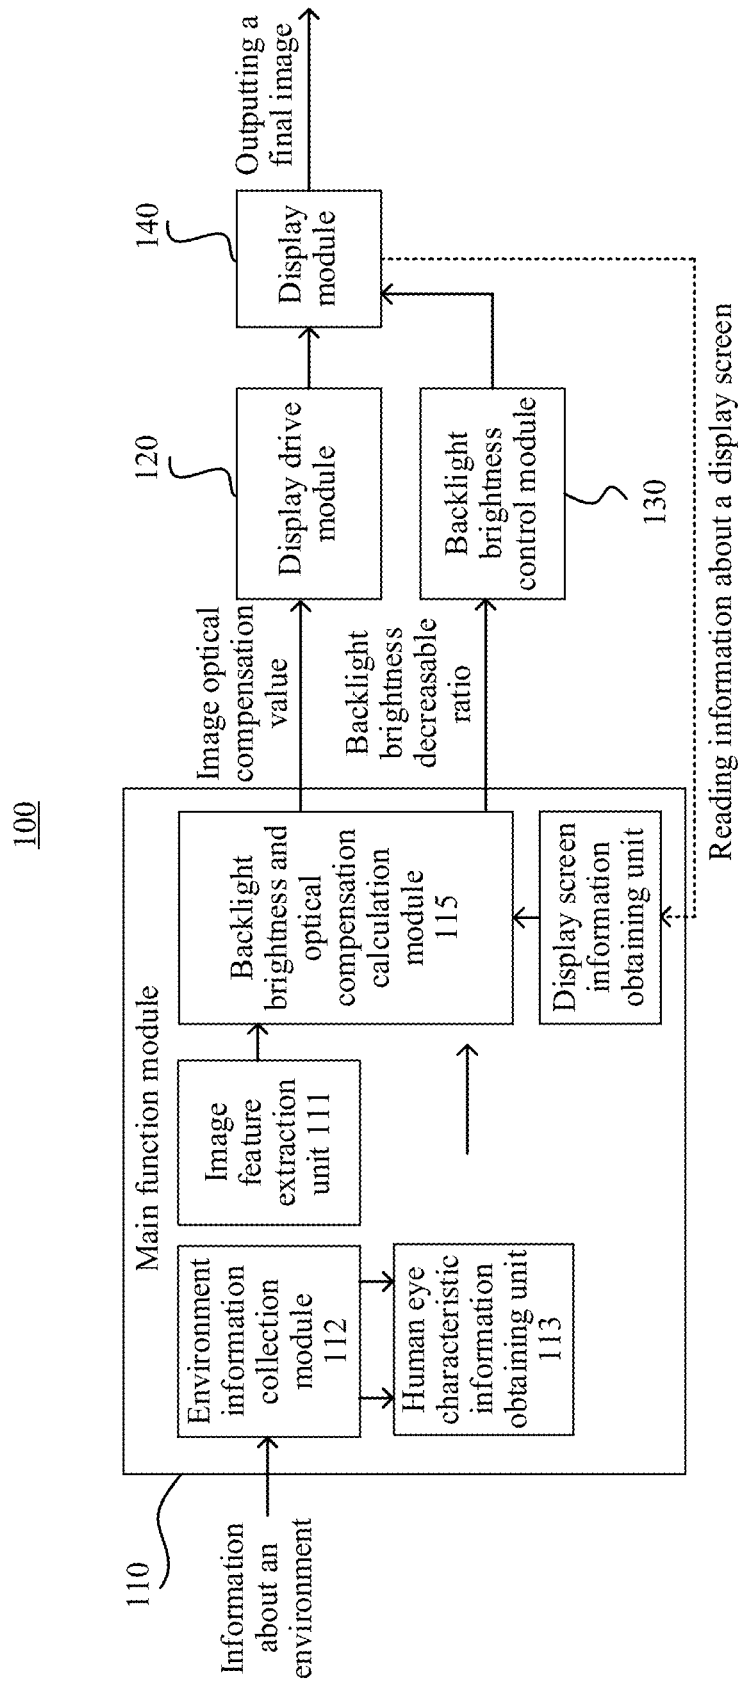 100
110
Main function module
Information
about an
environment
Environment
information
collection
module
112
Human eye
characteristic
information
obtaining unit
113
Image
feature
extraction
unit 111
Backlight
brightness and
optical
compensation
calculation
module
115
Display screen
information
obtaining unit
Image optical
compensation
value
Backlight
brightness
decreasable
ratio
120
Display drive
module
Backlight
brightness
control module
130
140
Display
module
Outputting a
final image
Reading information about a display screen